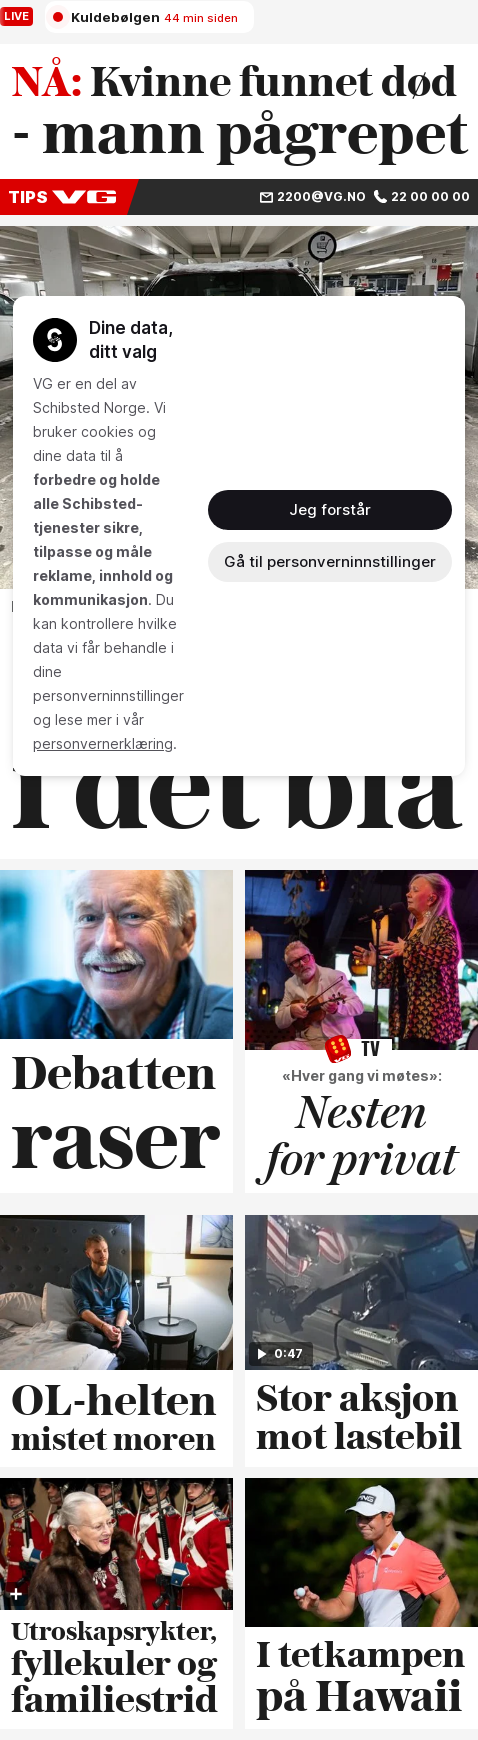 LIVE
Kuldebølgen 44 min siden
NÅ: Kvinne funnet død
- mann pågrepet
TIPS VG
2200@VG.NO 22 00 00 00
Dine data,
ditt valg
VG er en del av
Schibsted Norge. Vi
bruker cookies og
dine data til å
forbedre og holde
alle Schibsted-
tjenester sikre,
tilpasse og måle
reklame, innhold og
kommunikasjon. Du
kan kontrollere hvilke
data vi får behandle i
dine
personverninnstillinger
og lese mer i vår
personvernerklæring.
Jeg forstår
Gå til personverninnstillinger
i det blå
Debatten
raser
TV
«Hver gang vi møtes»:
Nesten
for privat
OL-helten
mistet moren
0:47
Stor aksjon
mot lastebil
Utroskapsrykter,
fyllekuler og
familiestrid
PING
I tetkampen
på Hawaii